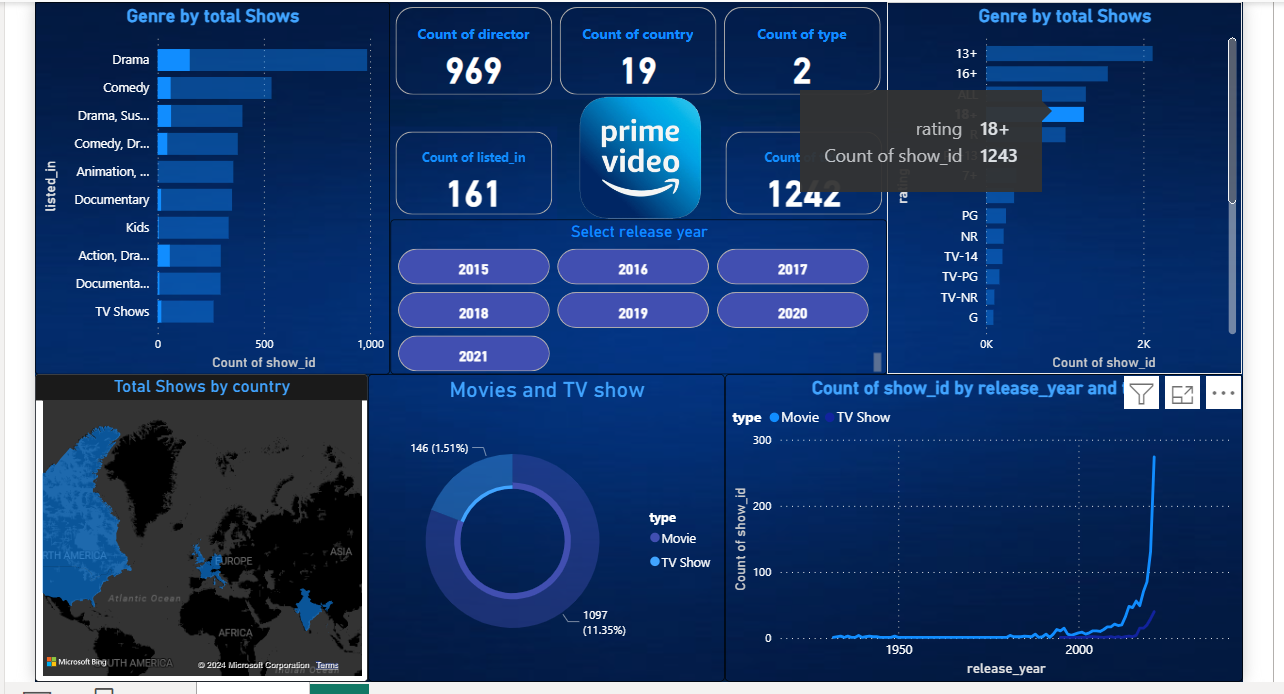 Genre by total Shows
Drama
Comedy
Drama, Sus...
Comedy, Dr...
Animation, ...
Documentary
Kids
Action, Dra...
Documenta...
TV Shows
listed_in
0
500
1,000
Count of show_id
Count of director
969
Count of country
19
Count of type
2
Count of listed_in
161
prime
video
Count
1242
Select release year
2015
2016
2017
2018
2019
2020
2021
Genre by total Shows
13+
16+
ALL
18+
R
7+
PG
NR
TV-14
TV-PG
TV-NR
G
0K
2K
Count of show_id
rating 18+
Count of show_id 1243
Total Shows by country
NORTH AMERICA
EUROPE
ASIA
Atlantic Ocean
AFRICA
SOUTH AMERICA
Microsoft Bing
© 2024 Microsoft Corporation Terms
Movies and TV show
146 (1.51%)
1097
(11.35%)
type
Movie
TV Show
Count of show_id by release_year and
type Movie TV Show
Count of show_id
300
200
100
0
1950
2000
release_year